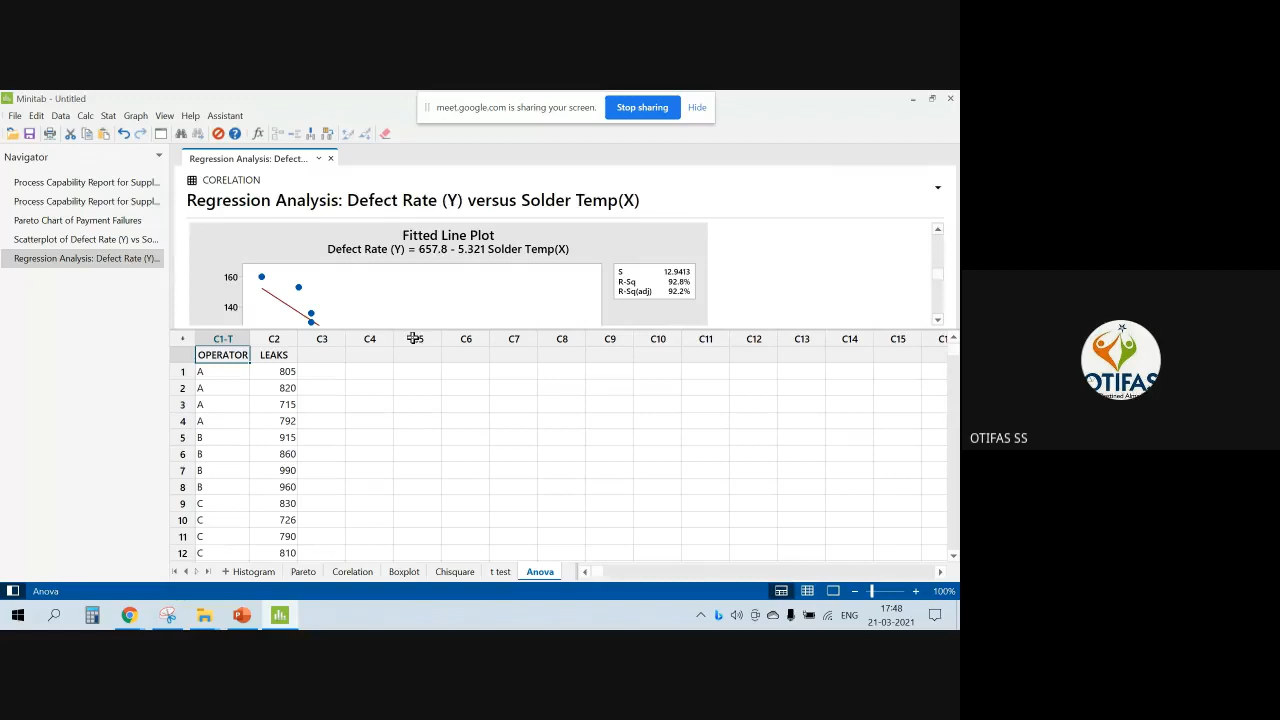 Minitab - Untitled
meet.google.com is sharing your screen. Stop sharing Hide
File Edit Data Calc Stat Graph View Help Assistant
Navigator
Process Capability Report for Suppl...
Process Capability Report for Suppl...
Pareto Chart of Payment Failures
Scatterplot of Defect Rate (Y) vs So...
Regression Analysis: Defect Rate (Y)...
Regression Analysis: Defect...
CORELATION
Regression Analysis: Defect Rate (Y) versus Solder Temp(X)
Fitted Line Plot
Defect Rate (Y) = 657.8 - 5.321 Solder Temp(X)
160
140
S 12.9413
R-Sq 92.8%
R-Sq(adj) 92.2%
C1-T C2 C3 C4 C6 C7 C8 C9 C10 C11 C12 C13 C14 C15 C1
OPERATOR LEAKS
1 A 805
2 A 820
3 A 715
4 A 792
5 B 915
6 B 860
7 B 990
8 B 960
9 C 830
10 C 726
11 C 790
12 C 810
Histogram Pareto Corelation Boxplot Chisquare t test Anova
Anova
100%
ENG
17:48
21-03-2021
OTIFAS
OTIFAS SS